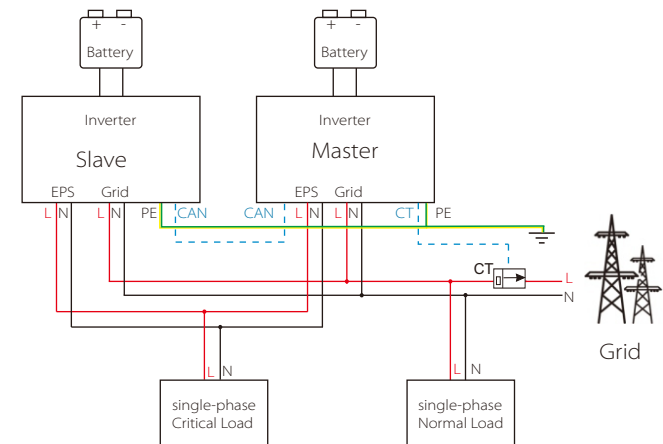 + -
Battery
+ -
Battery
Inverter
Slave
EPS Grid
L N L N PE CAN
Inverter
Master
EPS Grid
CAN L N L N CT PE
CT
L
N
Grid
L N
single-phase
Critical Load
L N
single-phase
Normal Load